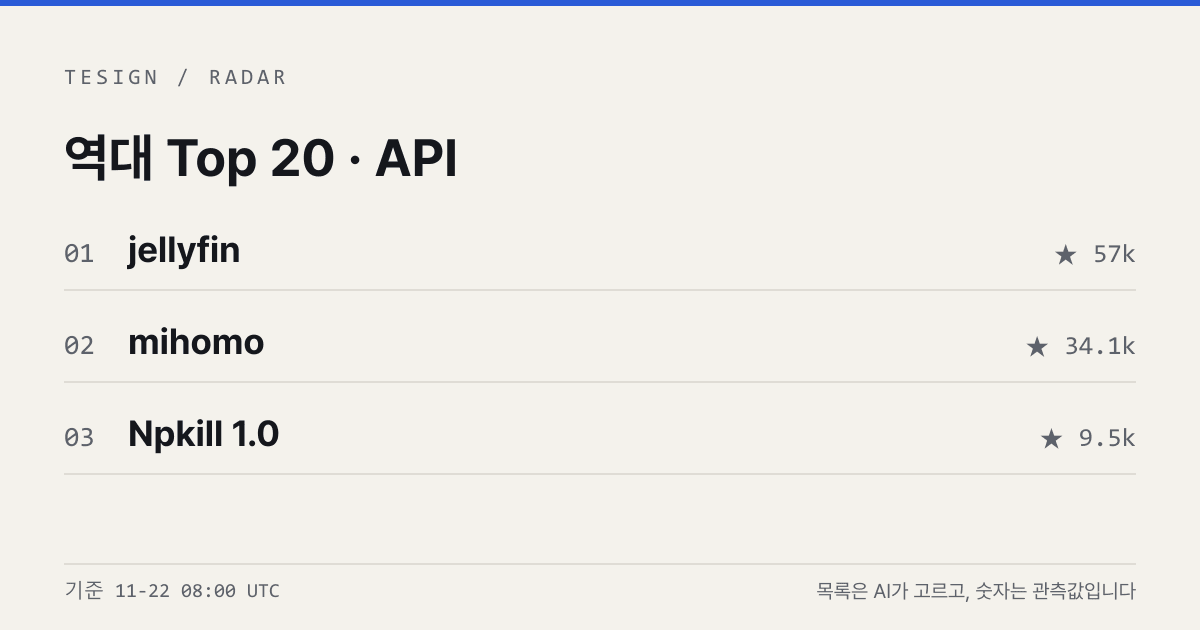 TESIGN / RADAR
역대 Top 20 · API
01 jellyfin ★ 57k
02 mihomo ★ 34.1k
03 Npkill 1.0 ★ 9.5k
기준 11-22 08:00 UTC
목록은 AI가 고르고, 숫자는 관측값입니다